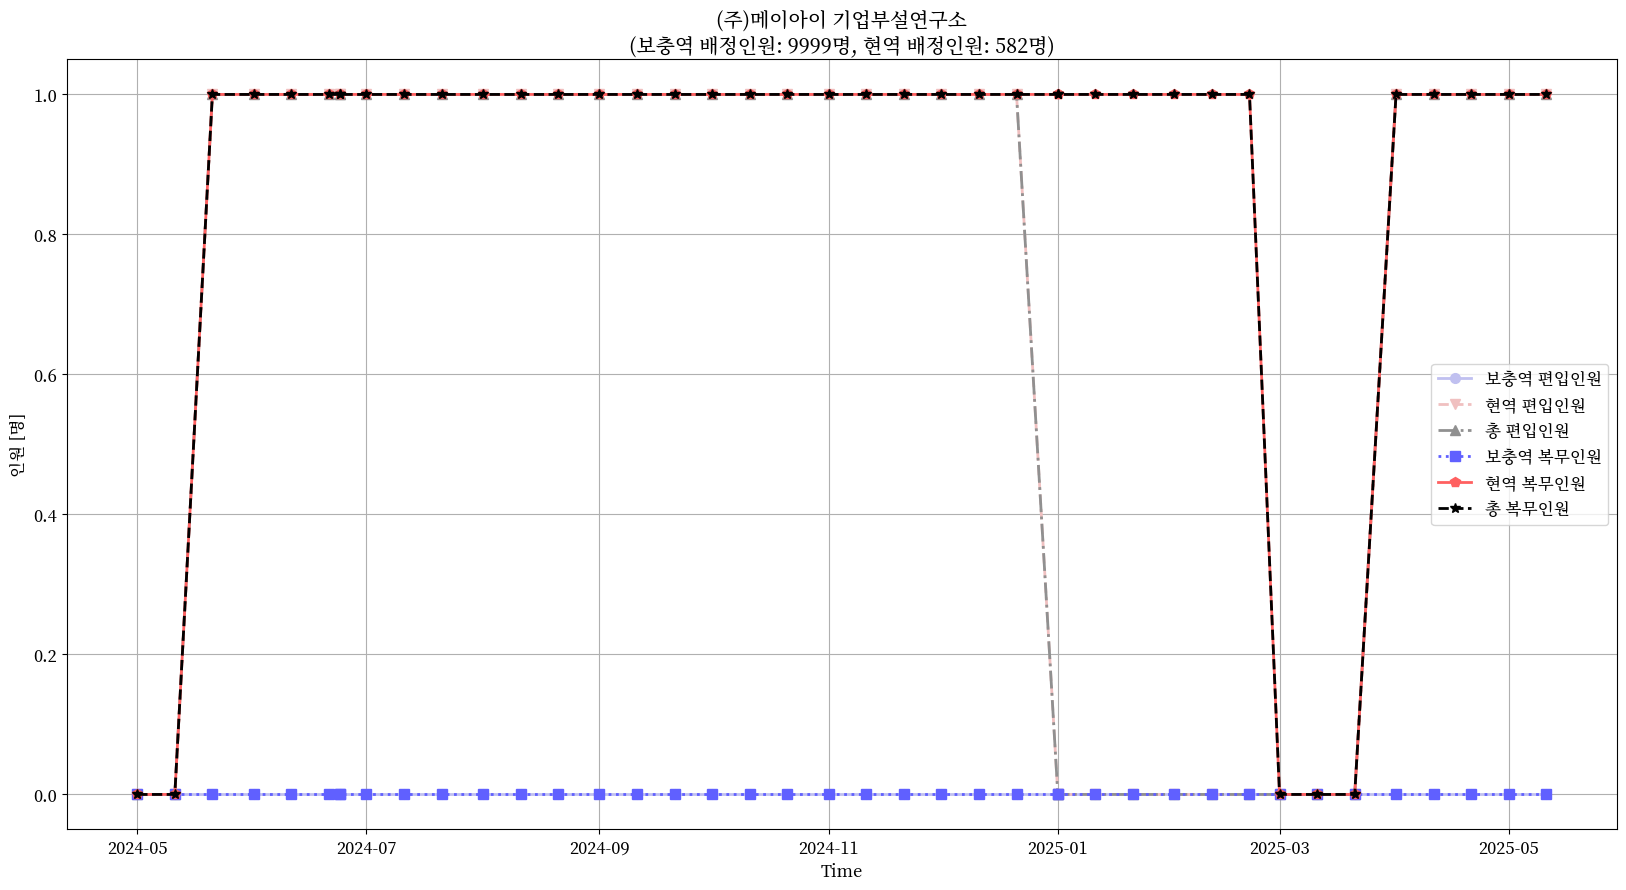 (주)메이아이 기업부설연구소
(보충역 배정인원: 9999명, 현역 배정인원: 582명)
인원 [명]
1.0
0.8
0.6
0.4
0.2
0.0
보충역 편입인원
현역 편입인원
총 편입인원
보충역 복무인원
현역 복무인원
총 복무인원
2024-05
2024-07
2024-09
2024-11
2025-01
2025-03
2025-05
Time